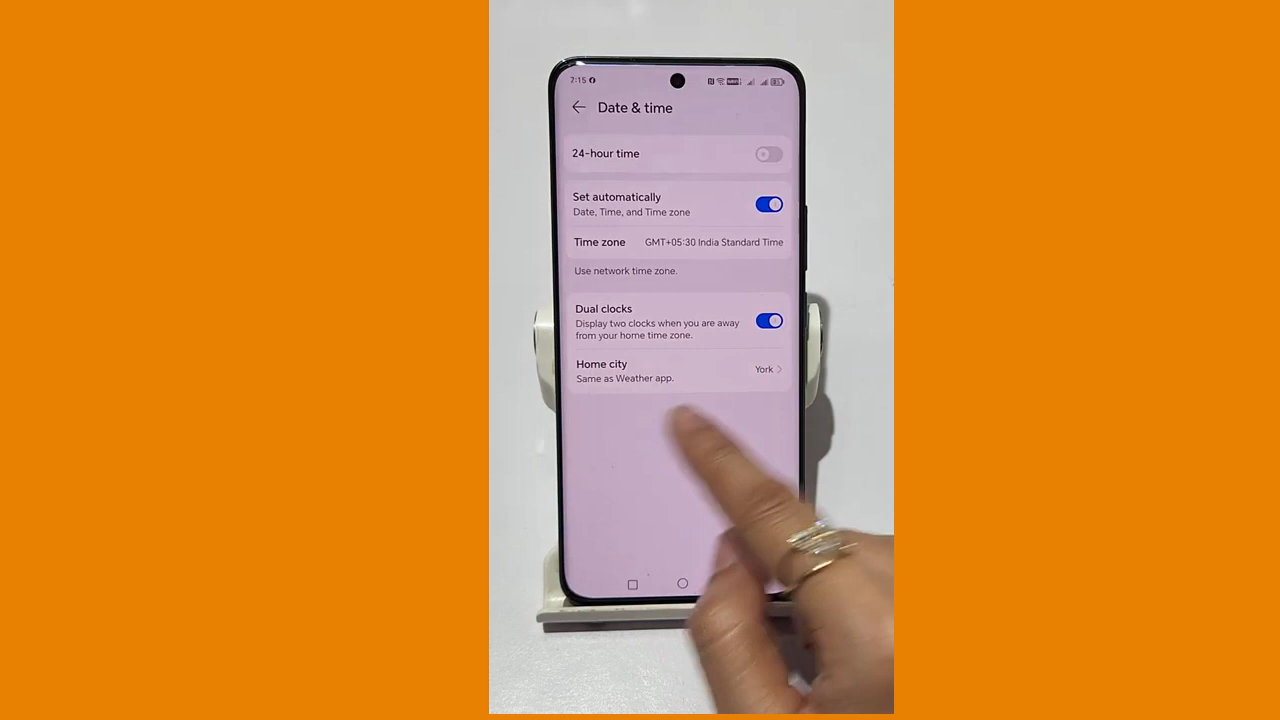 7:15
Date & time
24-hour time
Set automatically
Date, Time, and Time zone
Time zone GMT+05:30 India Standard Time
Use network time zone.
Dual clocks
Display two clocks when you are away
from your home time zone.
Home city
Same as Weather app.
York